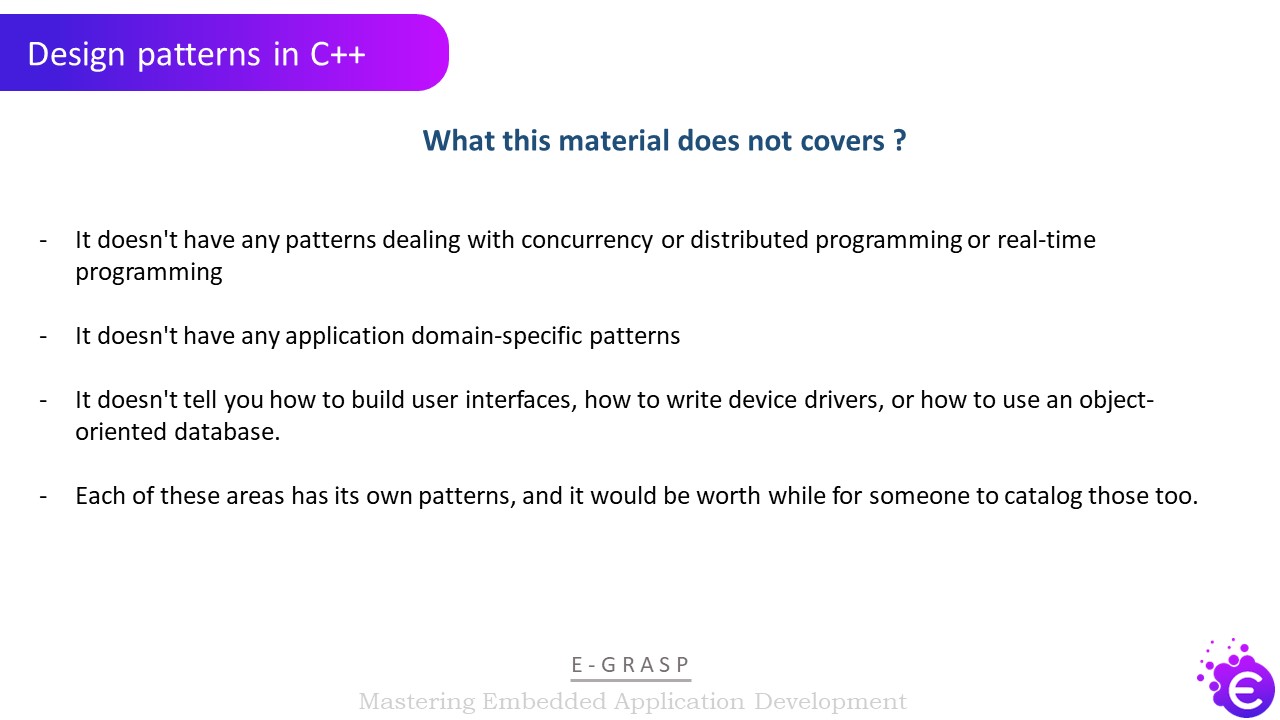 Design patterns in C++
What this material does not covers ?
- It doesn't have any patterns dealing with concurrency or distributed programming or real-time
programming
- It doesn't have any application domain-specific patterns
- It doesn't tell you how to build user interfaces, how to write device drivers, or how to use an object-
oriented database.
- Each of these areas has its own patterns, and it would be worth while for someone to catalog those too.
E-GRASP
Mastering Embedded Application Development